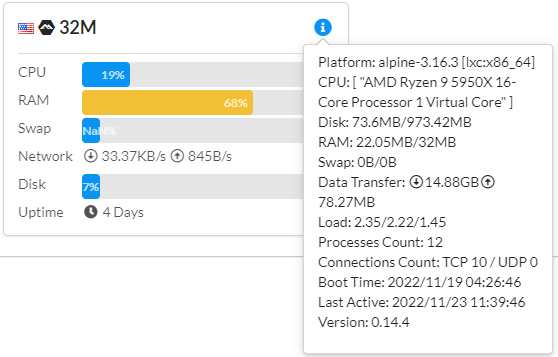 32M
CPU 19%
RAM 68%
Swap NaN%
Network 33.37KB/s 845B/s
Disk 7%
Uptime 4 Days
Platform: alpine-3.16.3 [lxc:x86_64]
CPU: [ "AMD Ryzen 9 5950X 16-
Core Processor 1 Virtual Core" ]
Disk: 73.6MB/973.42MB
RAM: 22.05MB/32MB
Swap: 0B/0B
Data Transfer: 14.88GB
78.27MB
Load: 2.35/2.22/1.45
Processes Count: 12
Connections Count: TCP 10 / UDP 0
Boot Time: 2022/11/19 04:26:46
Last Active: 2022/11/23 11:39:46
Version: 0.14.4